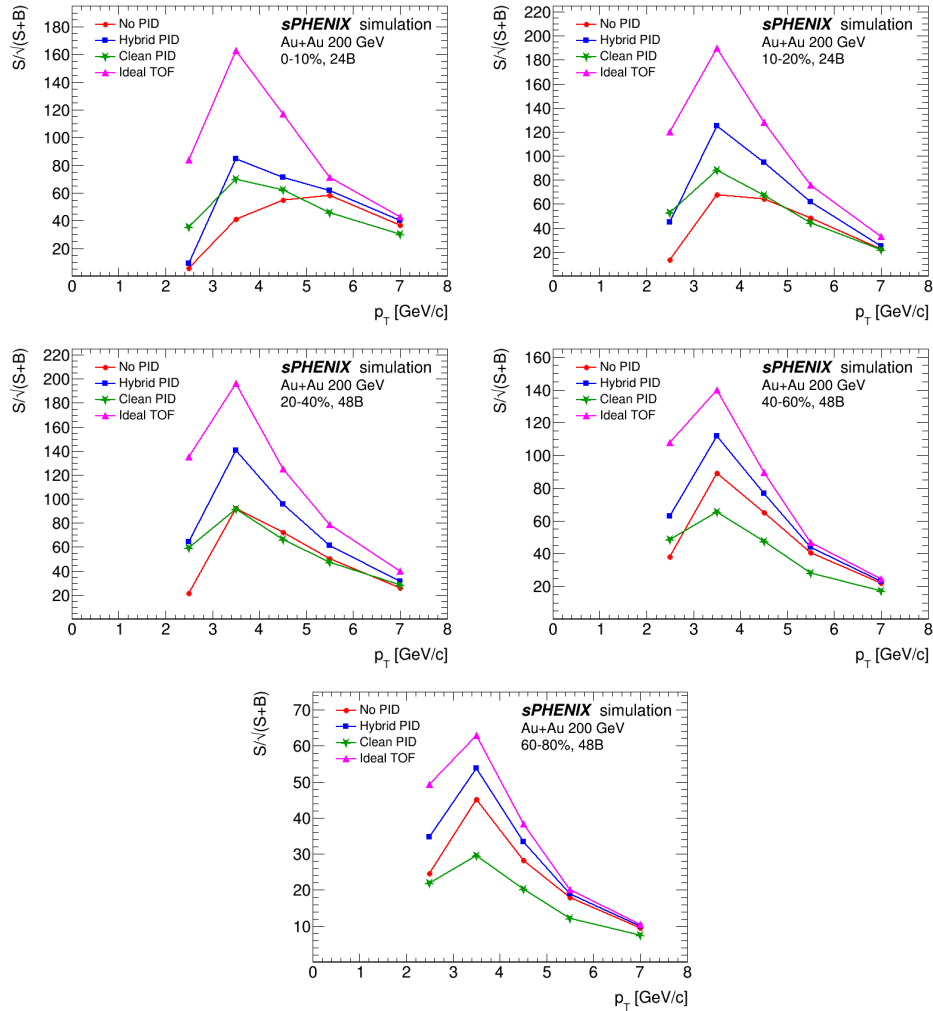 S/√(S+B)
180
160
140
120
100
80
60
40
20
No PID
Hybrid PID
Clean PID
Ideal TOF
sPHENIX simulation
Au+Au 200 GeV
0-10%, 24B
0 1 2 3 4 5 6 7 8
p_T [GeV/c]
S/√(S+B)
220
200
180
160
140
120
100
80
60
40
20
No PID
Hybrid PID
Clean PID
Ideal TOF
sPHENIX simulation
Au+Au 200 GeV
10-20%, 24B
0 1 2 3 4 5 6 7 8
p_T [GeV/c]
S/√(S+B)
220
200
180
160
140
120
100
80
60
40
20
No PID
Hybrid PID
Clean PID
Ideal TOF
sPHENIX simulation
Au+Au 200 GeV
20-40%, 48B
0 1 2 3 4 5 6 7 8
p_T [GeV/c]
S/√(S+B)
160
140
120
100
80
60
40
20
No PID
Hybrid PID
Clean PID
Ideal TOF
sPHENIX simulation
Au+Au 200 GeV
40-60%, 48B
0 1 2 3 4 5 6 7 8
p_T [GeV/c]
S/√(S+B)
70
60
50
40
30
20
10
No PID
Hybrid PID
Clean PID
Ideal TOF
sPHENIX simulation
Au+Au 200 GeV
60-80%, 48B
0 1 2 3 4 5 6 7 8
p_T [GeV/c]